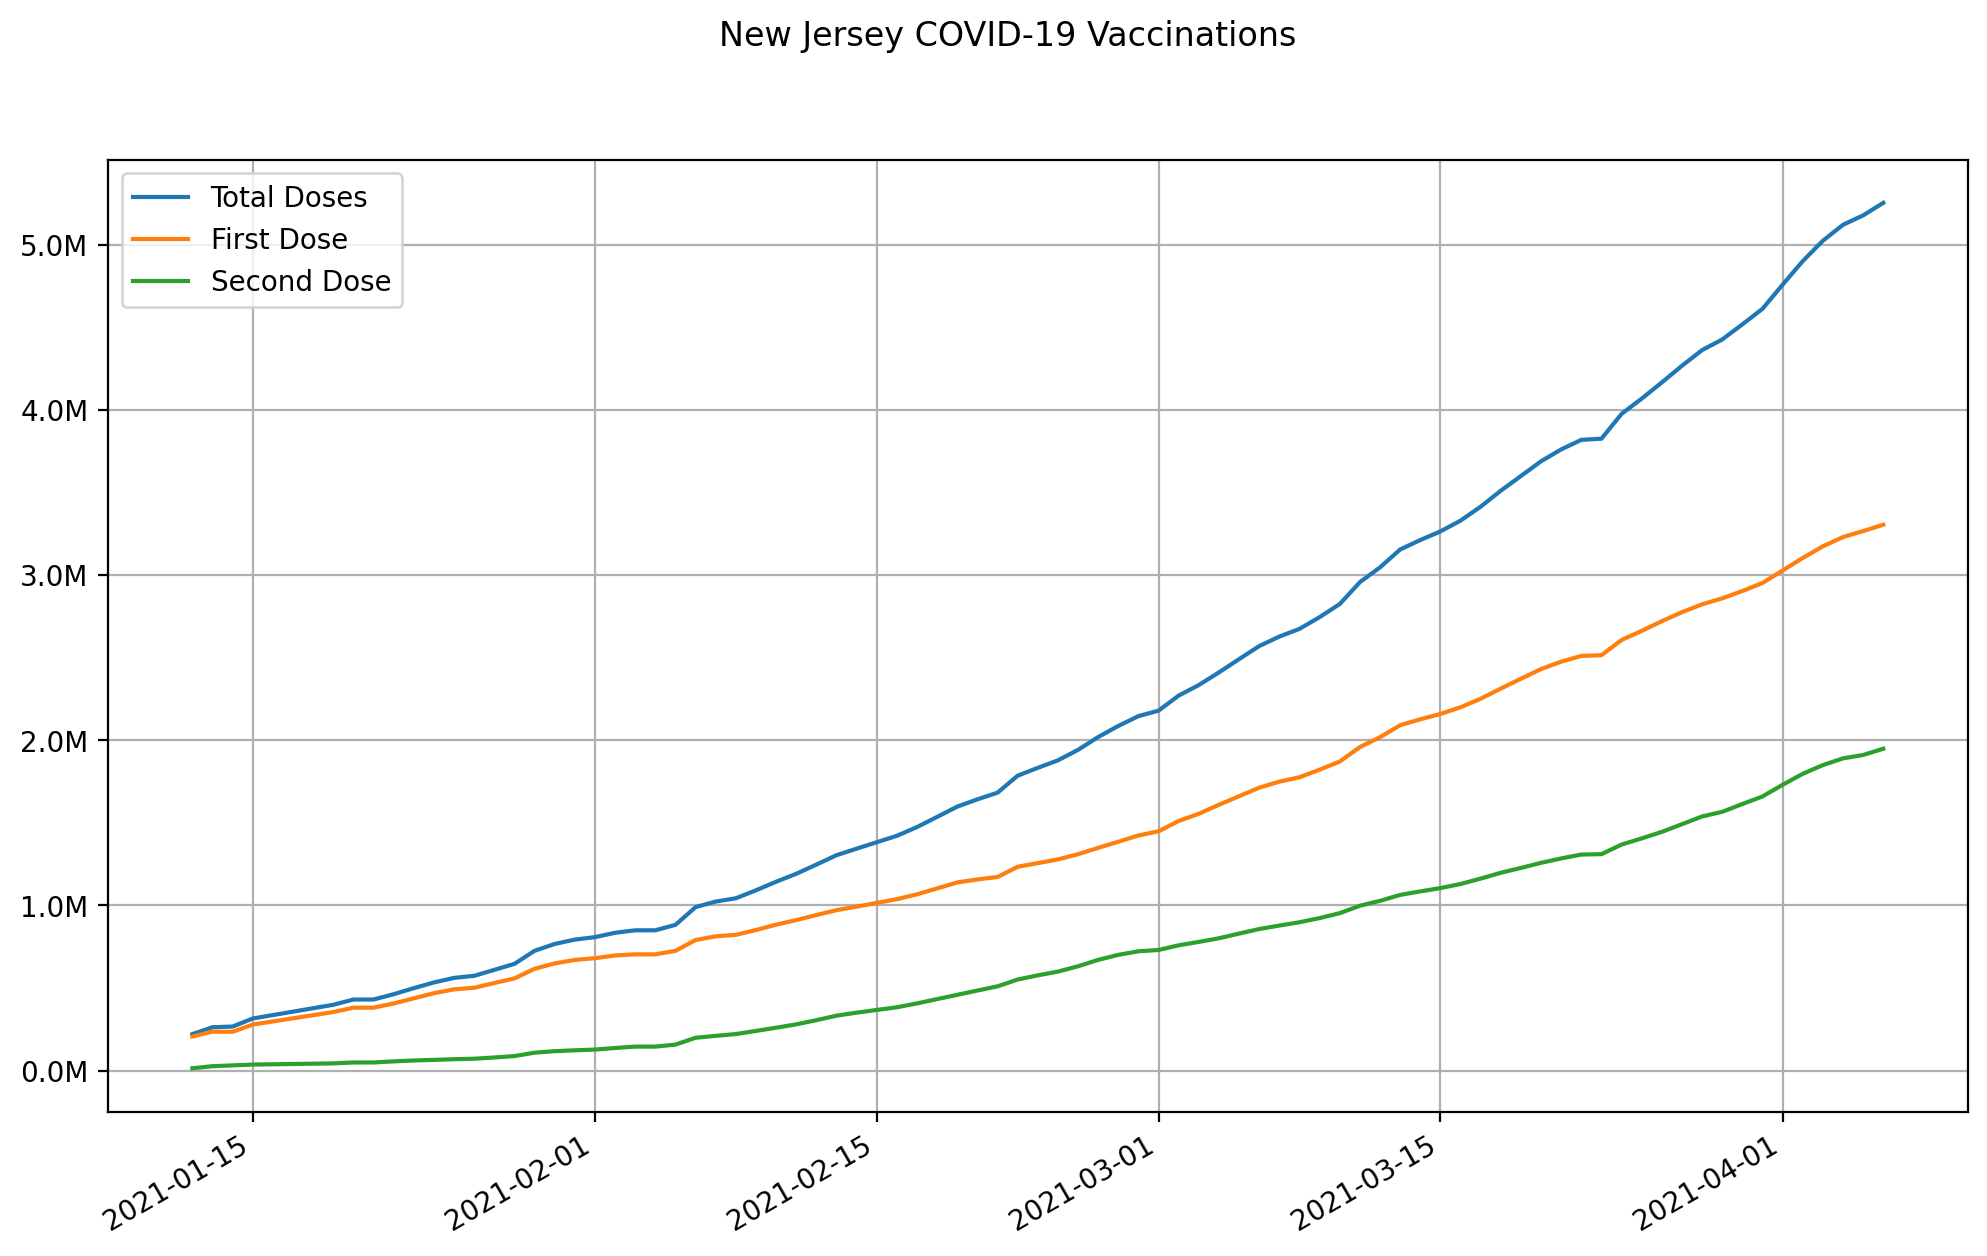 New Jersey COVID-19 Vaccinations
Total Doses
First Dose
Second Dose
5.0M
4.0M
3.0M
2.0M
1.0M
0.0M
2021-01-15
2021-02-01
2021-02-15
2021-03-01
2021-03-15
2021-04-01